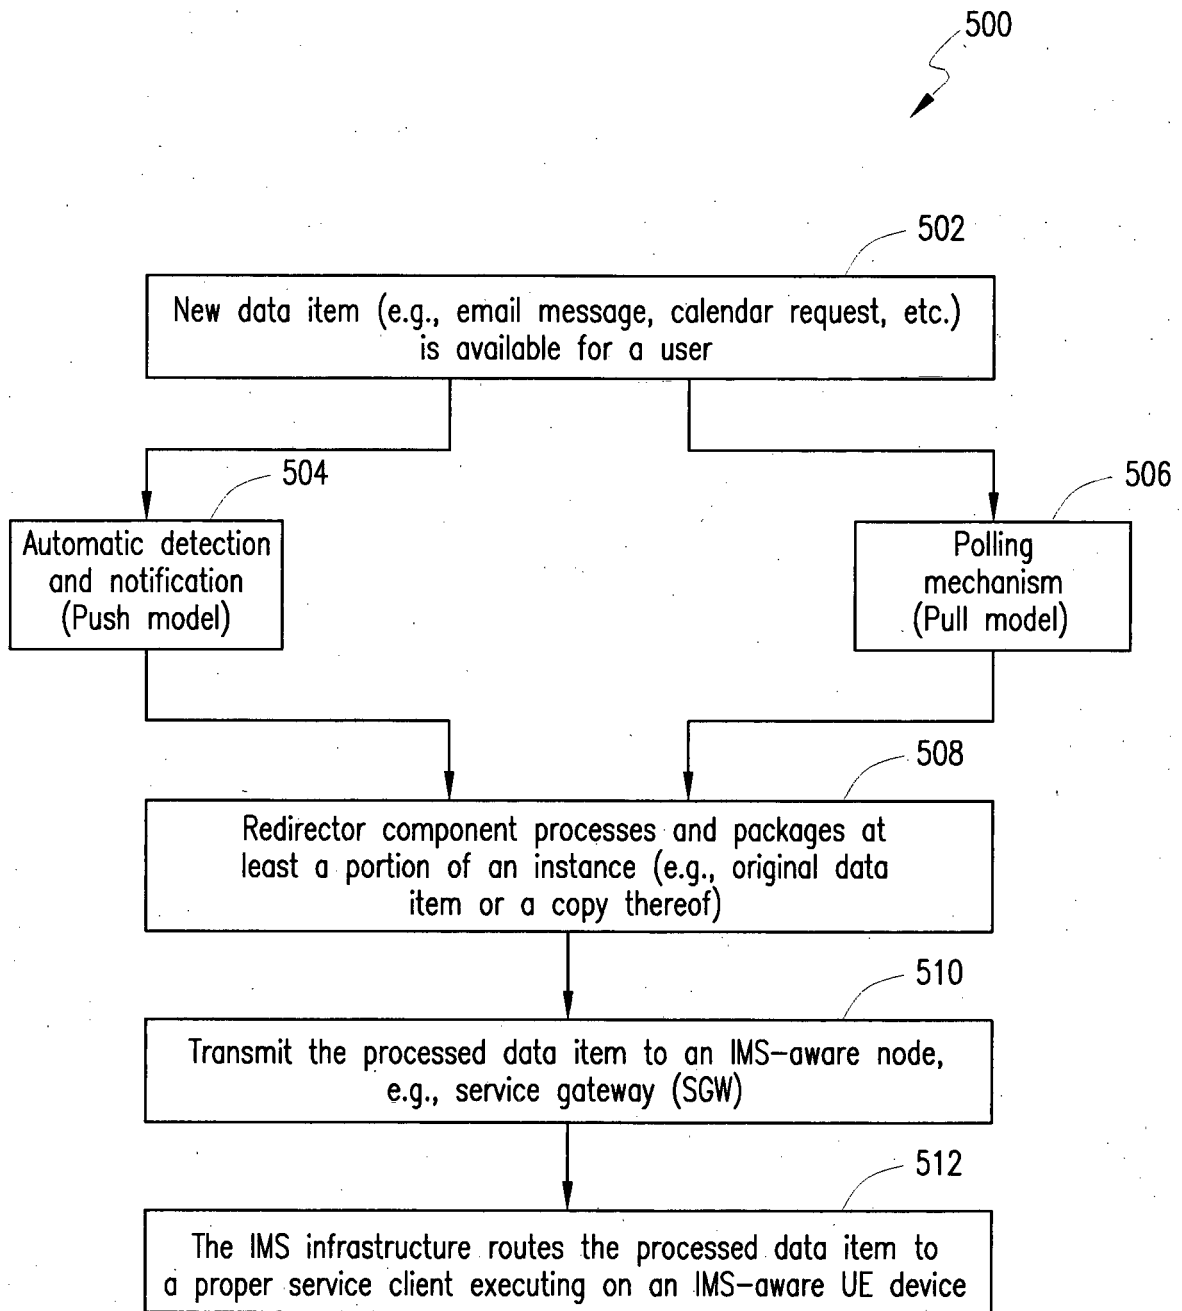 500
502
New data item (e.g., email message, calendar request, etc.)
is available for a user
504
Automatic detection
and notification
(Push model)
506
Polling
mechanism
(Pull model)
508
Redirector component processes and packages at
least a portion of an instance (e.g., original data
item or a copy thereof)
510
Transmit the processed data item to an IMS-aware node,
e.g., service gateway (SGW)
512
The IMS infrastructure routes the processed data item to
a proper service client executing on an IMS-aware UE device